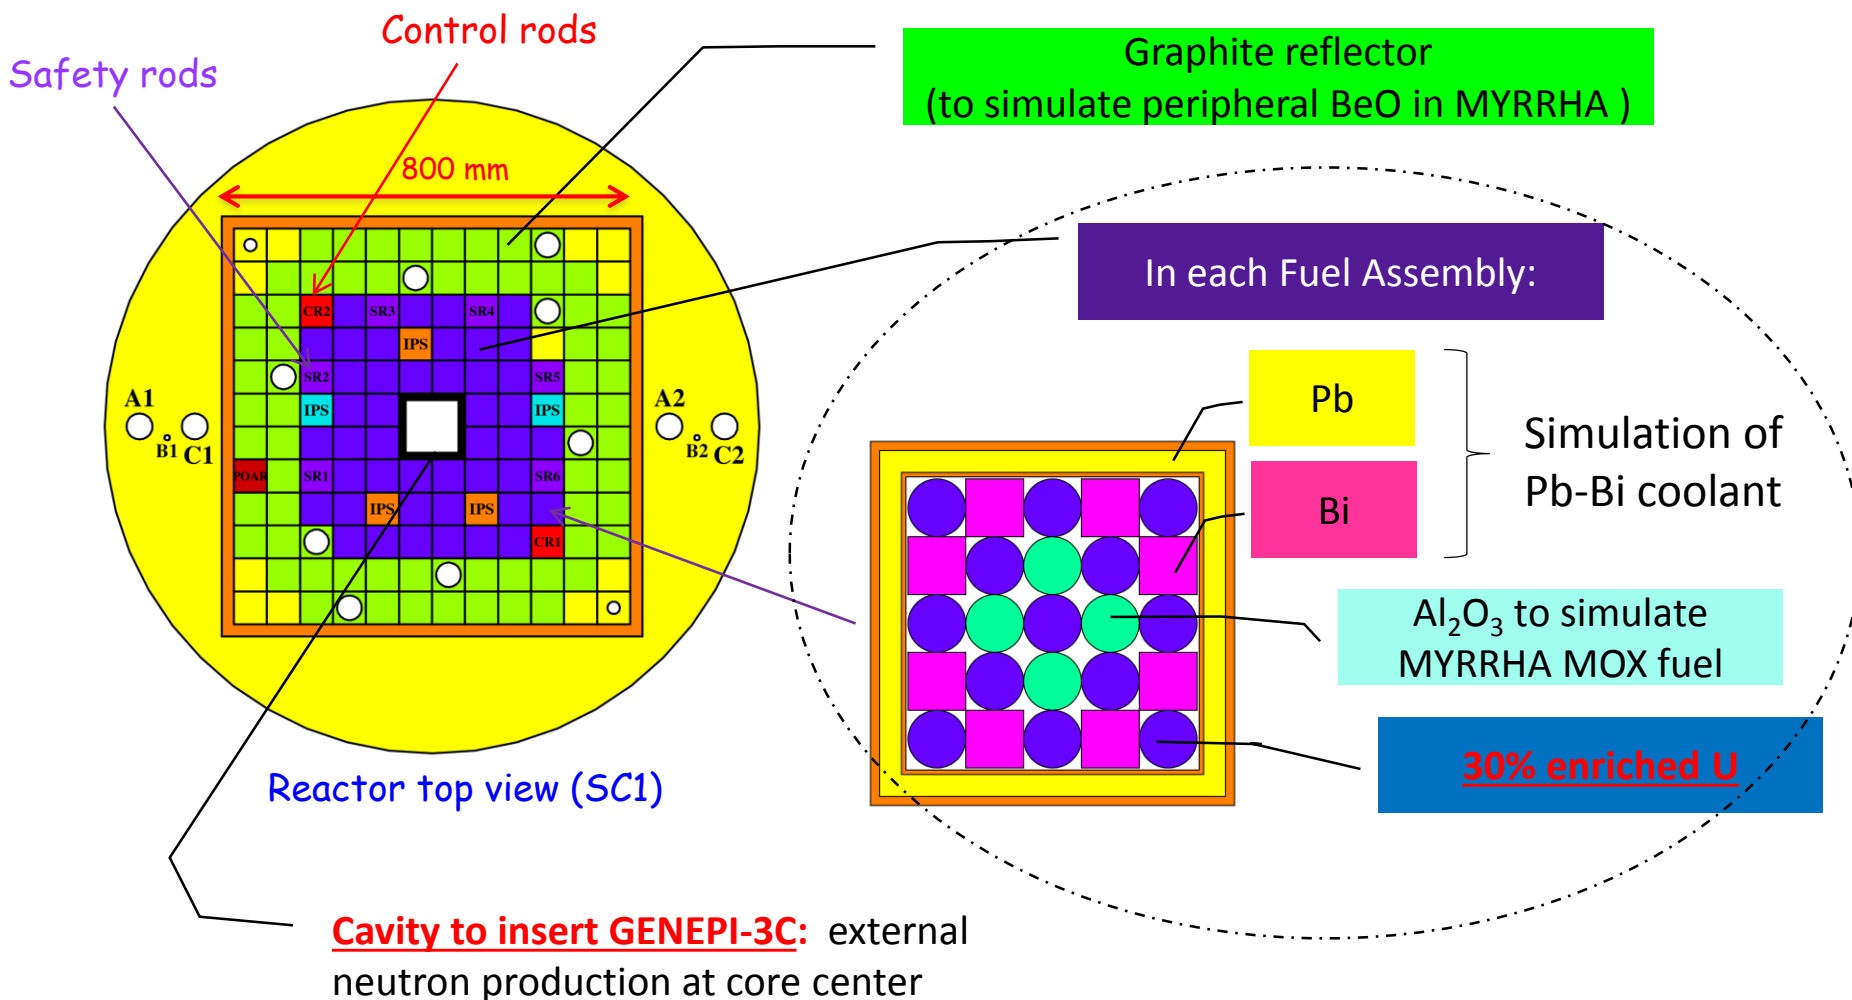 Control rods
Safety rods
Graphite reflector
(to simulate peripheral BeO in MYRRHA )
800 mm
In each Fuel Assembly:
CR2
SR3
SR4
IPS
SR2
SR5
IPS
IPS
A1
B1
C1
A2
B2
C2
POAR
SR1
SR6
IPS
IPS
CR1
Pb
Bi
Simulation of
Pb-Bi coolant
Al₂O₃ to simulate
MYRRHA MOX fuel
30% enriched U
Reactor top view (SC1)
Cavity to insert GENEPI-3C: external
neutron production at core center